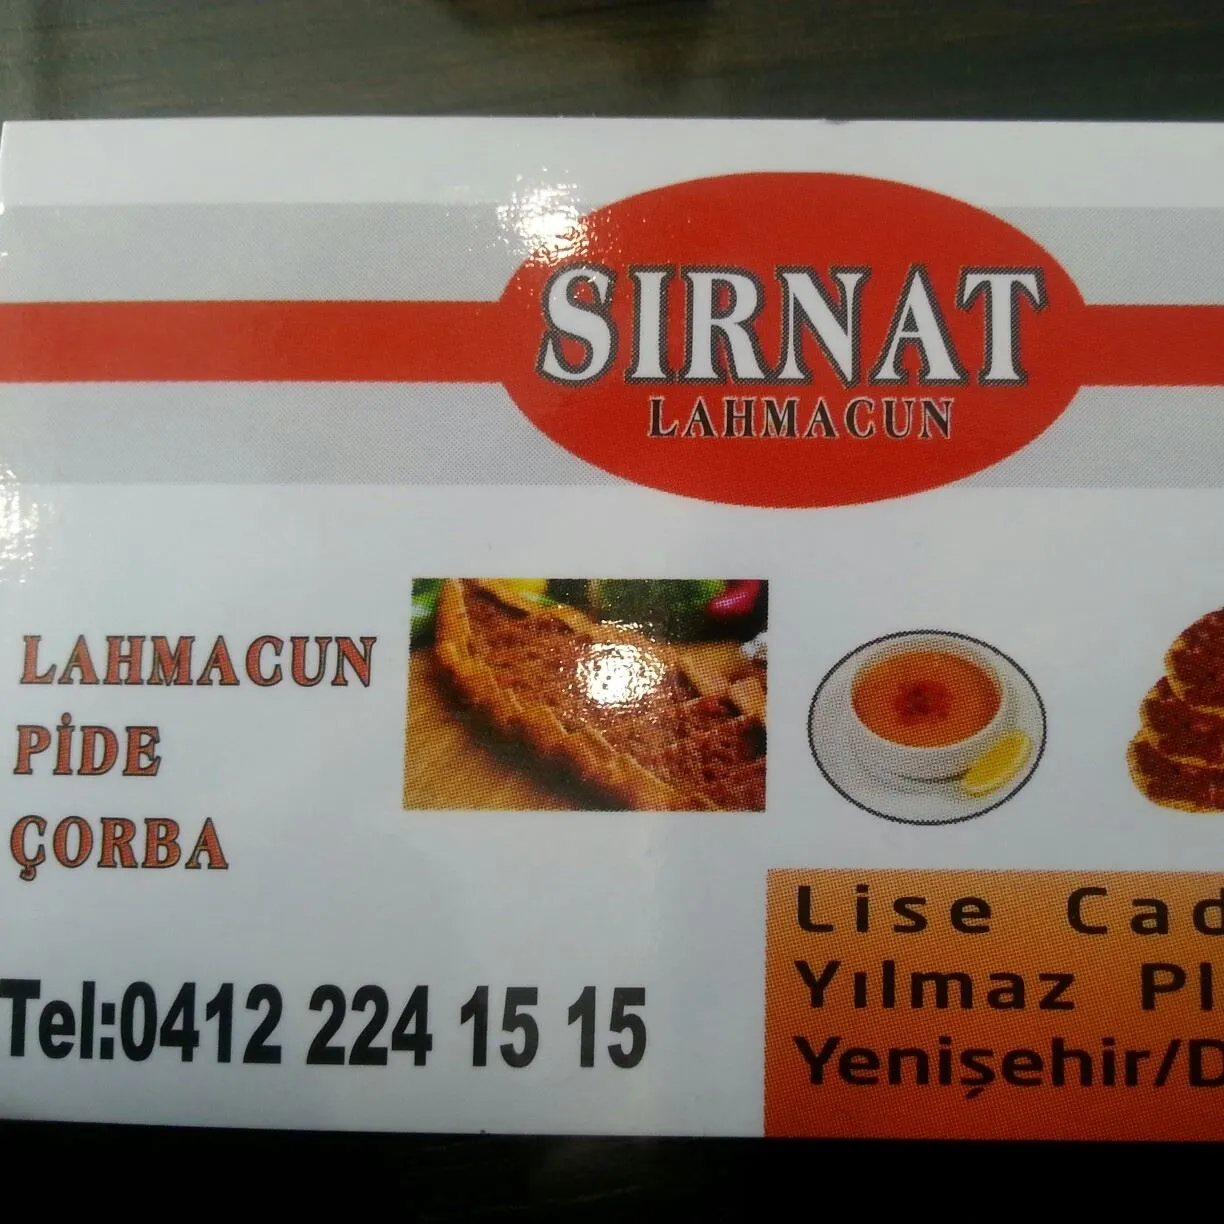 SIRNAT
LAHMACUN
LAHMACUN
PİDE
ÇORBA
Tel:0412 224 15 15
Lise
Yılmaz
Yenişehir/